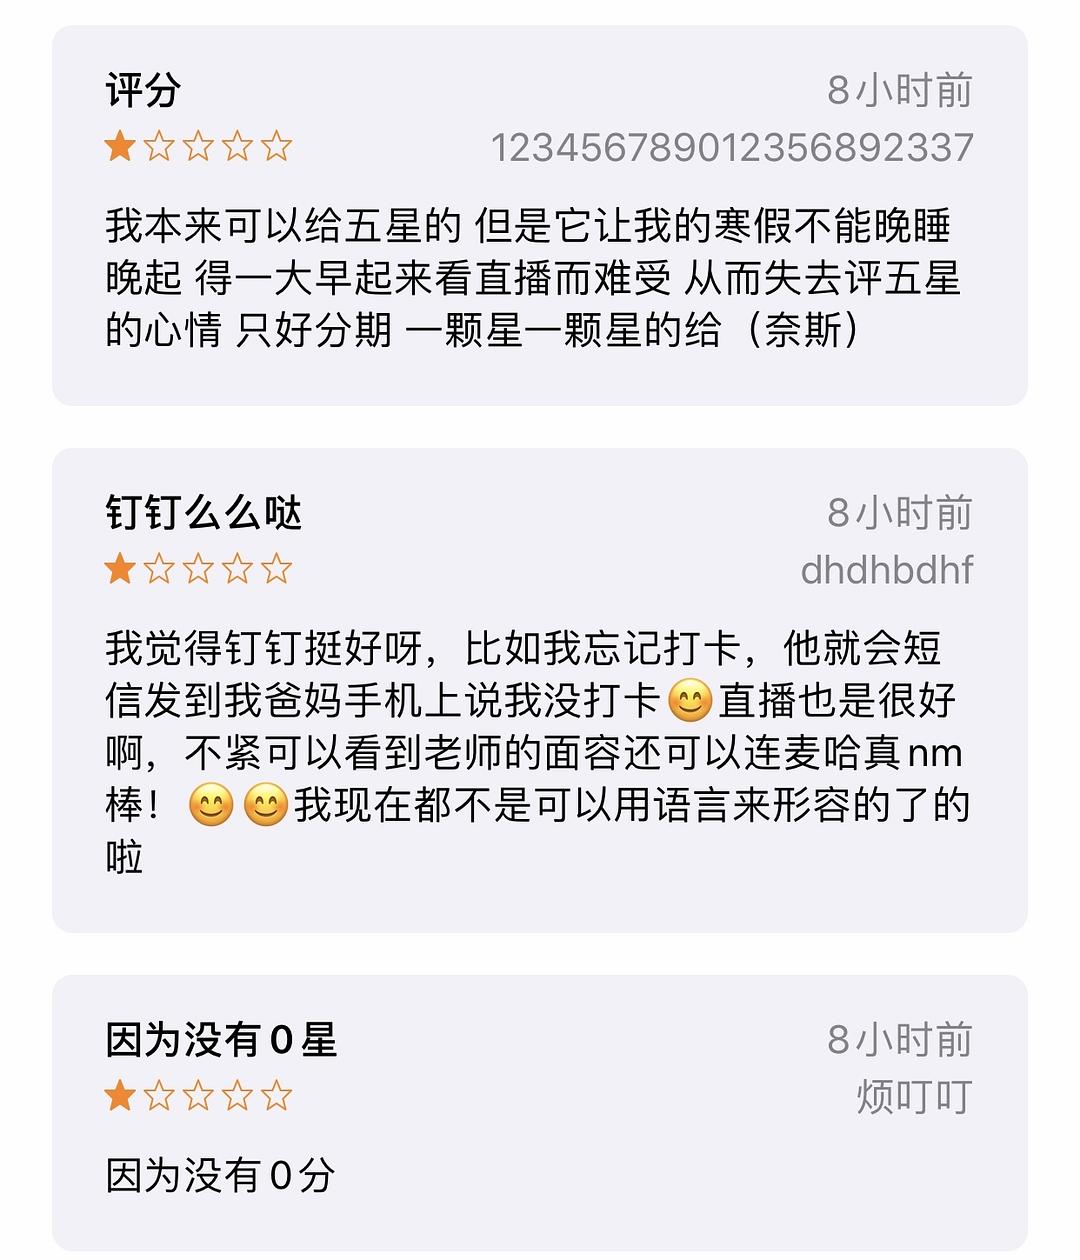 评分
8小时前
123456789012356892337
我本来可以给五星的 但是它让我的寒假不能晚睡
晚起 得一大早起来看直播而难受 从而失去评五星
的心情 只好分期 一颗星一颗星的给（奈斯）
钉钉么么哒
8小时前
dhdhbdhf
我觉得钉钉挺好呀，比如我忘记打卡，他就会短
信发到我爸妈手机上说我没打卡😊直播也是很好
啊，不紧可以看到老师的面容还可以连麦哈真nm
棒！😊😊我现在都不是可以用语言来形容的了的
啦
因为没有0星
8小时前
烦叮叮
因为没有0分